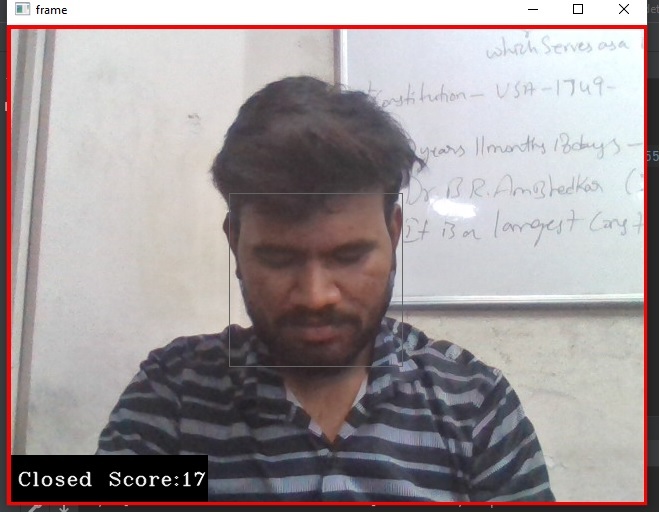 frame
which serves as a
Constitution - USA - 1749-
years 11 months 18 days -
Dr. B R. Ambedkar (
It is a largest Const
Closed Score:17